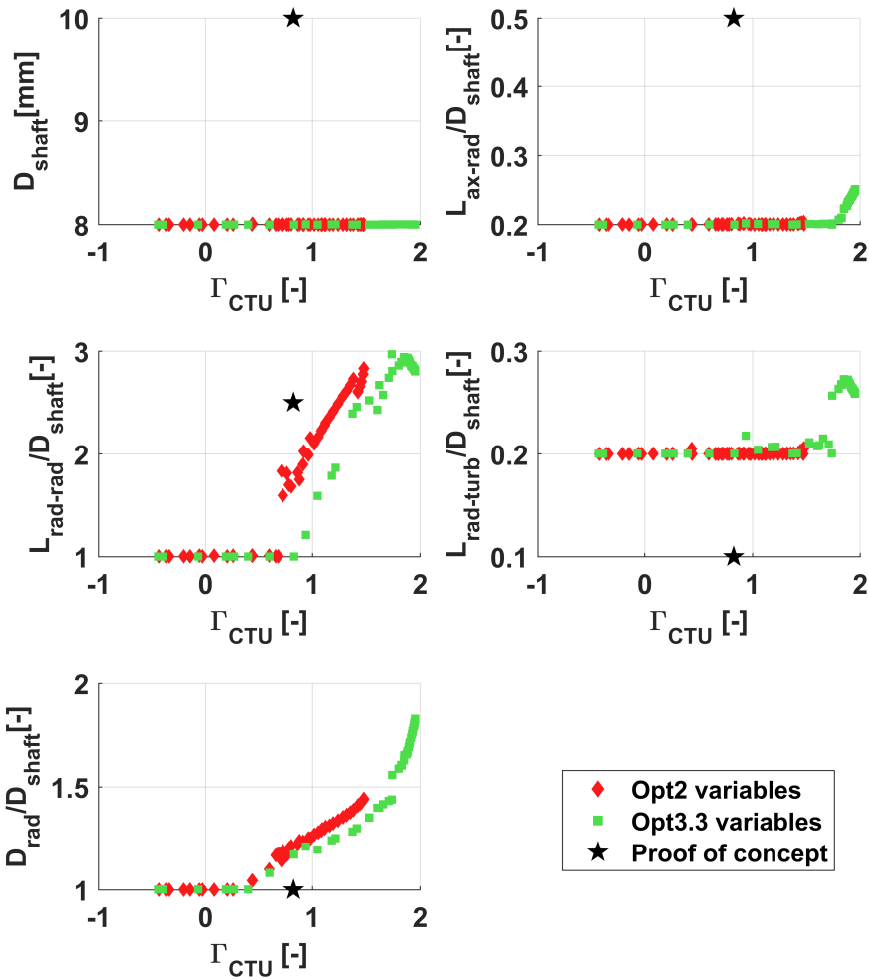 D_shaft[mm]
10
9
8
-1 0 1 2
Γ_CTU [-]
L_ax-rad/D_shaft[-]
0.5
0.4
0.3
0.2
-1 0 1 2
Γ_CTU [-]
L_rad-rad/D_shaft[-]
3
2
1
-1 0 1 2
Γ_CTU [-]
L_rad-turb/D_shaft[-]
0.3
0.2
0.1
-1 0 1 2
Γ_CTU [-]
D_rad/D_shaft[-]
2
1.5
1
-1 0 1 2
Γ_CTU [-]
Opt2 variables
Opt3.3 variables
Proof of concept